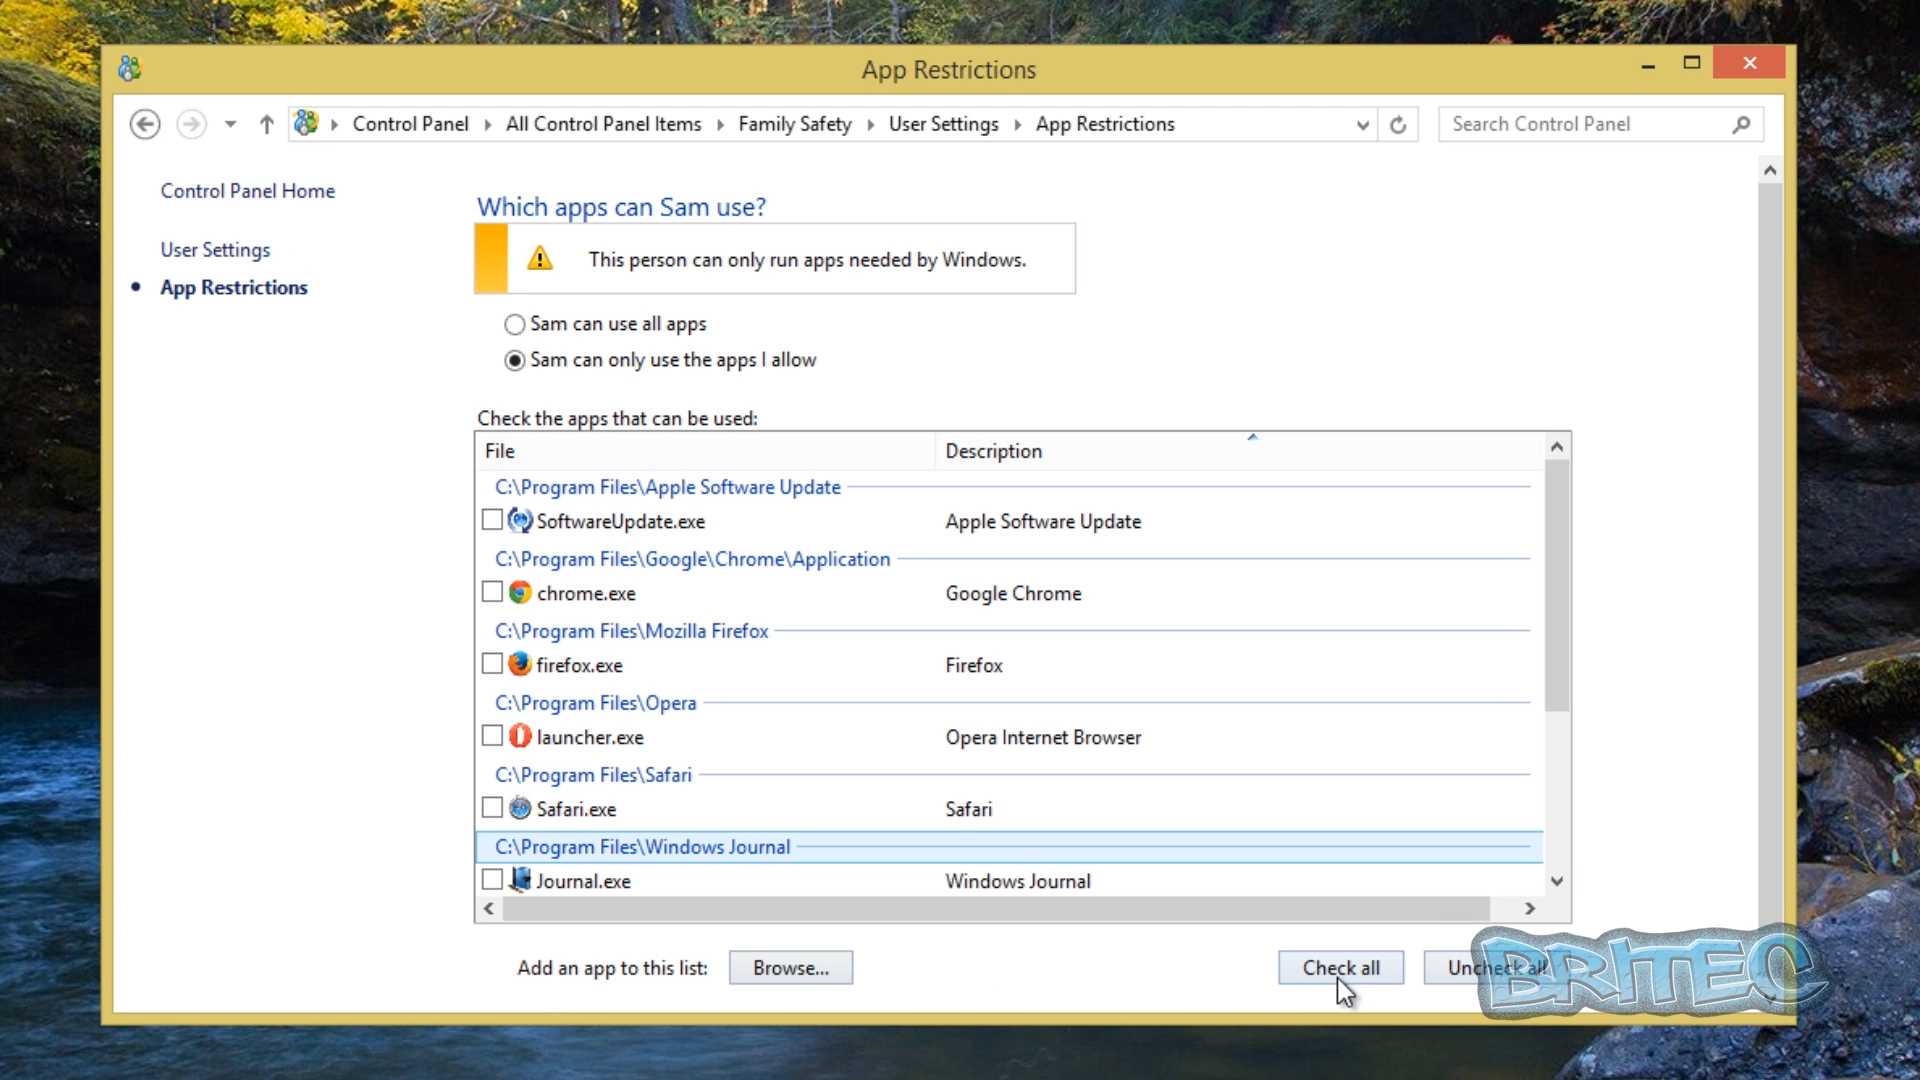 App Restrictions
Control Panel
All Control Panel Items
Family Safety
User Settings
App Restrictions
Search Control Panel
Control Panel Home
User Settings
App Restrictions
Which apps can Sam use?
This person can only run apps needed by Windows.
Sam can use all apps
Sam can only use the apps I allow
Check the apps that can be used:
File Description
C:\Program Files\Apple Software Update
SoftwareUpdate.exe Apple Software Update
C:\Program Files\Google\Chrome\Application
chrome.exe Google Chrome
C:\Program Files\Mozilla Firefox
firefox.exe Firefox
C:\Program Files\Opera
launcher.exe Opera Internet Browser
C:\Program Files\Safari
Safari.exe Safari
C:\Program Files\Windows Journal
Journal.exe Windows Journal
Add an app to this list: Browse... Check all Uncheck all
BRITEC